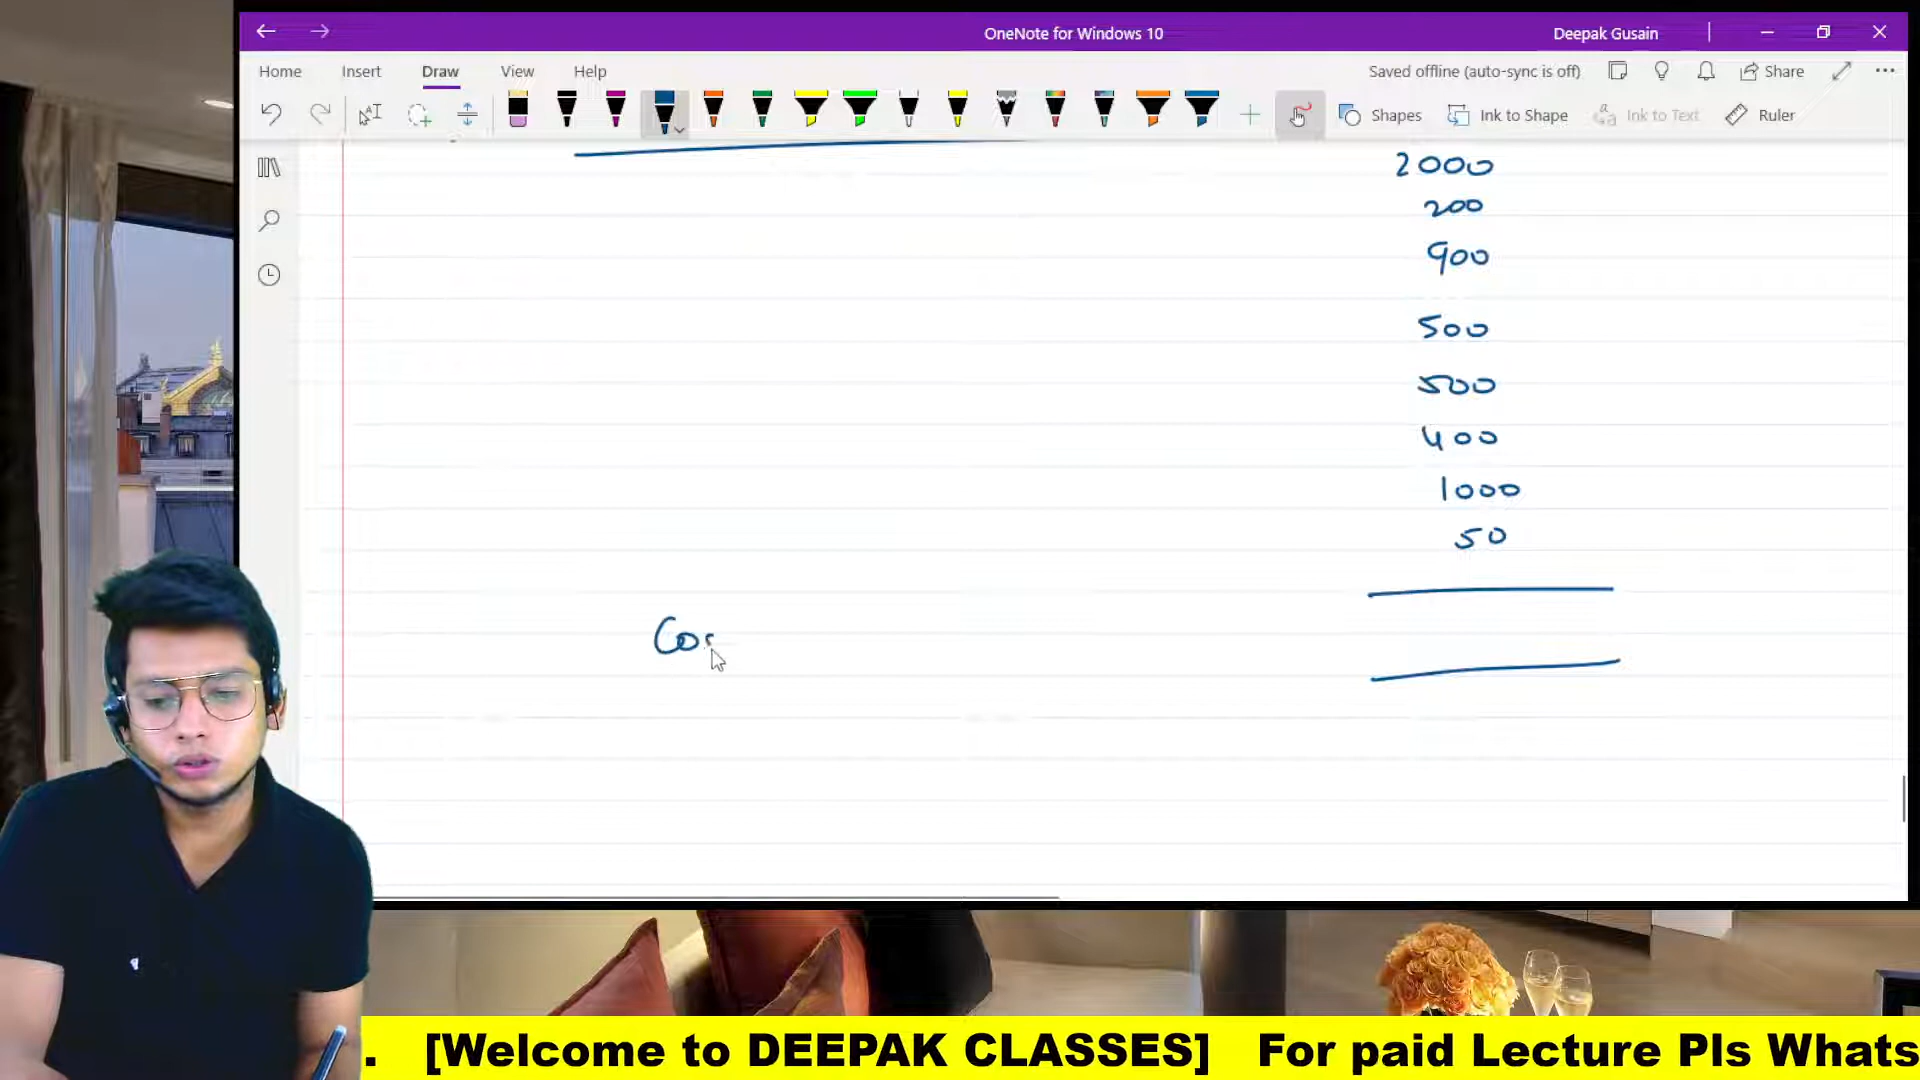 OneNote for Windows 10
Deepak Gusain
Home Insert Draw View Help
Saved offline (auto-sync is off)
Share
Shapes
Ink to Shape
Ink to Text
Ruler
2000
200
900
500
500
400
1000
50
Cos
. [Welcome to DEEPAK CLASSES] For paid Lecture Pls Whats